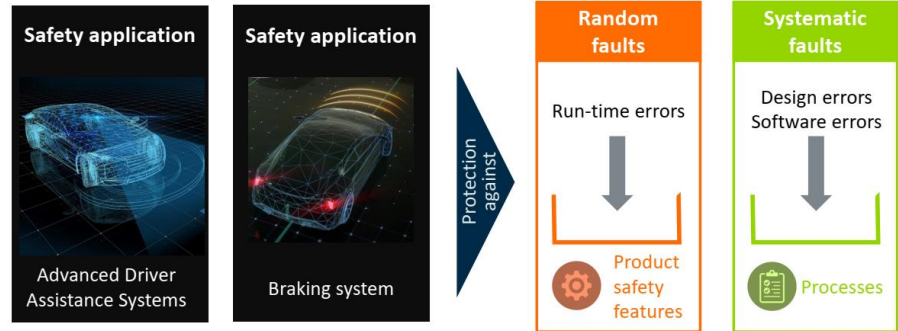 Safety application
Advanced Driver
Assistance Systems
Safety application
Braking system
Protection
against
Random
faults
Run-time errors
Product
safety
features
Systematic
faults
Design errors
Software errors
Processes